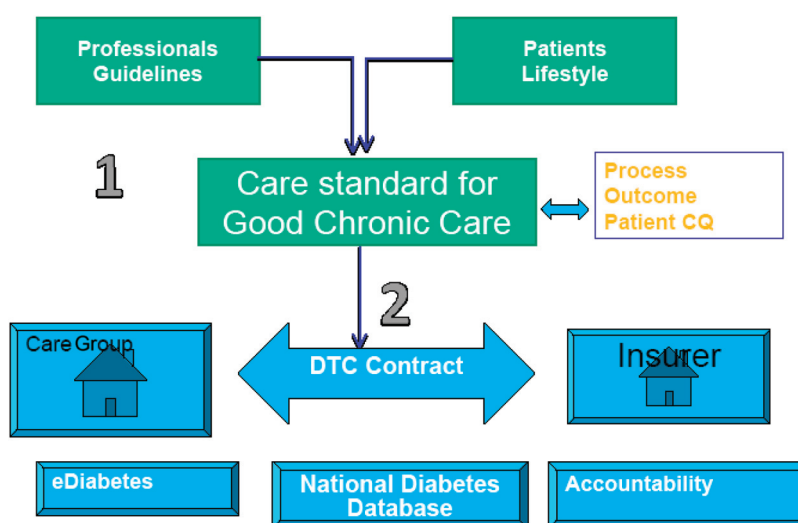 Professionals
Guidelines
Patients
Lifestyle
1
Care standard for
Good Chronic Care
Process
Outcome
Patient CQ
2
Care Group
DTC Contract
Insurer
eDiabetes
National Diabetes
Database
Accountability